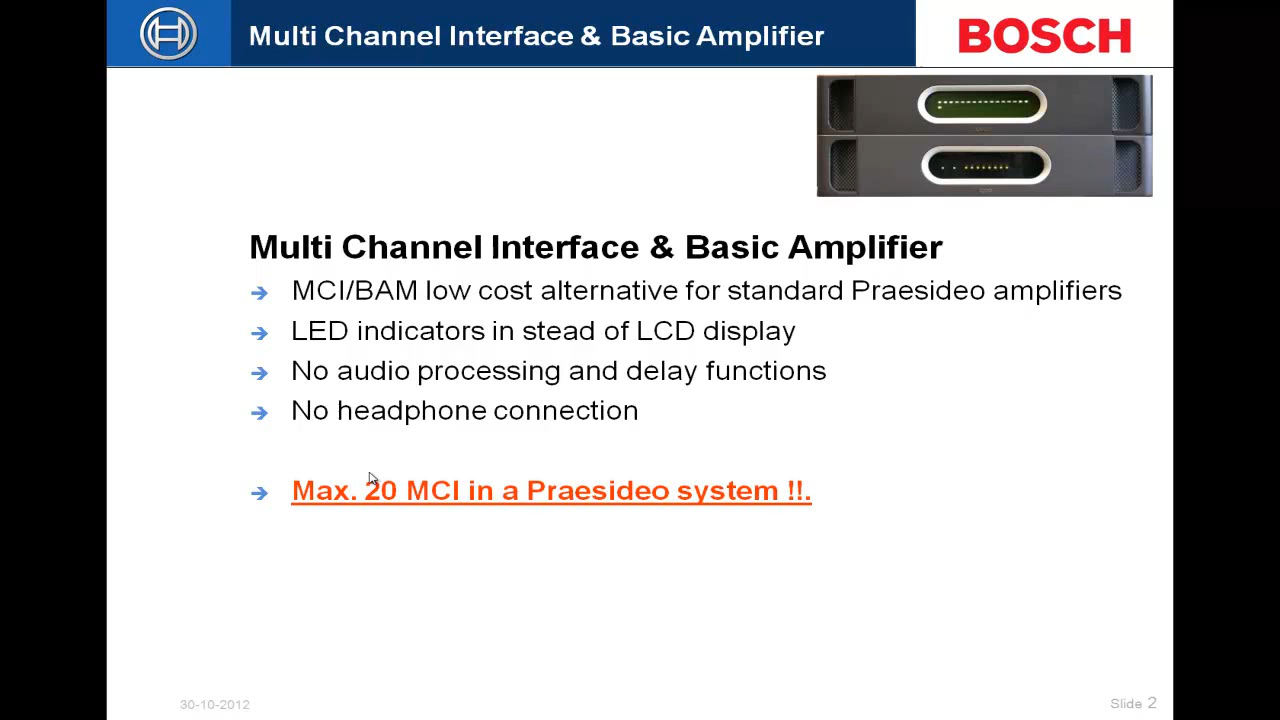 Multi Channel Interface & Basic Amplifier
BOSCH
Multi Channel Interface & Basic Amplifier
MCI/BAM low cost alternative for standard Praesideo amplifiers
LED indicators in stead of LCD display
No audio processing and delay functions
No headphone connection
Max. 20 MCI in a Praesideo system !!.
30-10-2012
Slide 2